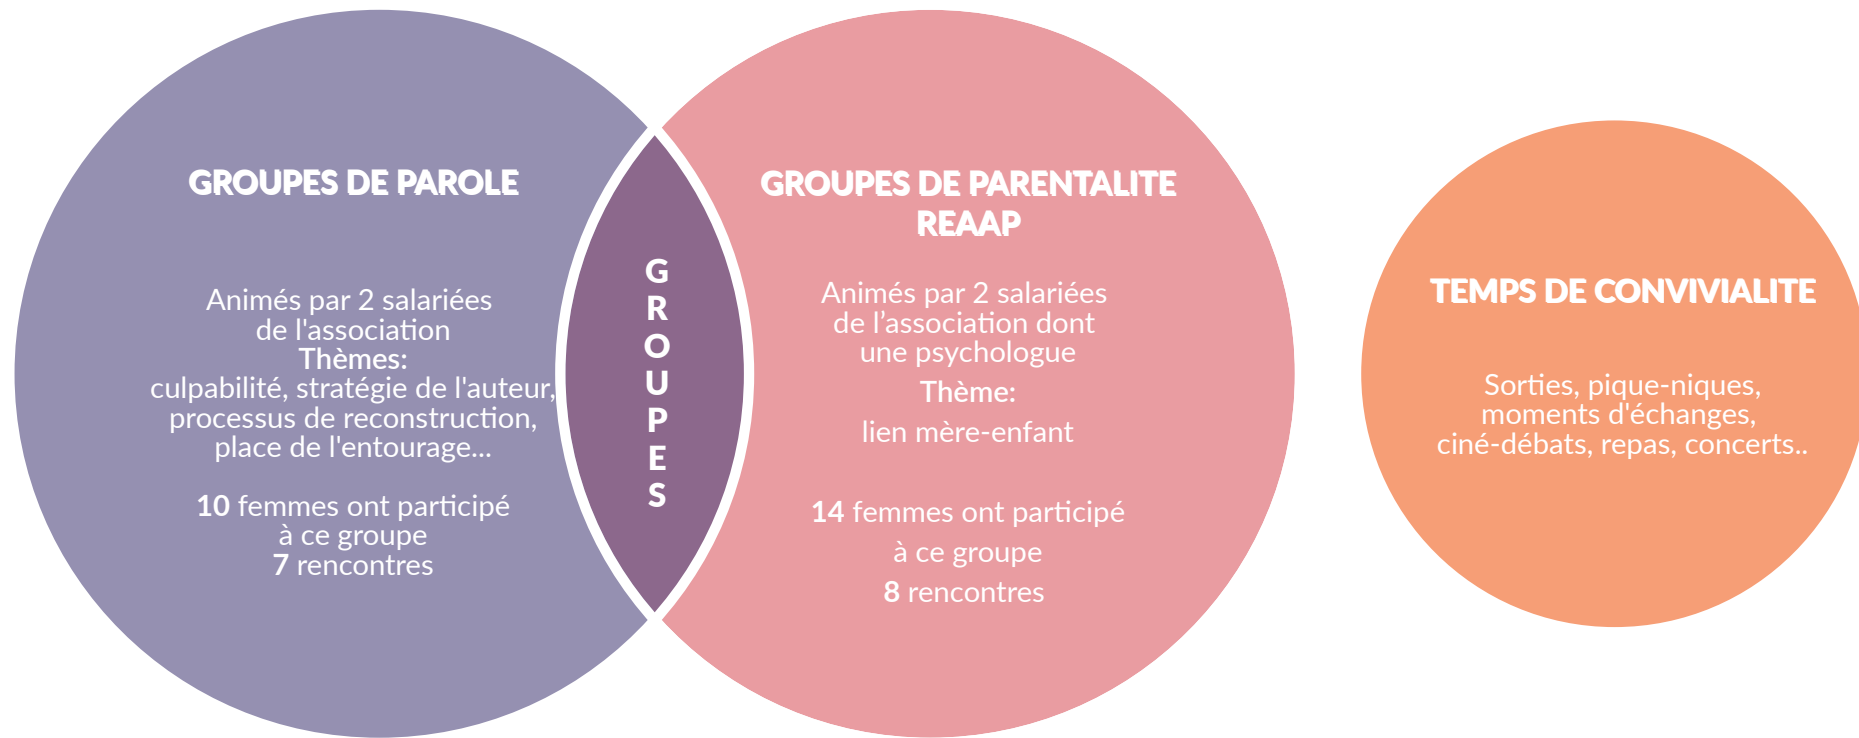 GROUPES DE PAROLE
Animés par 2 salariées
de l'association
Thèmes:
culpabilité, stratégie de l'auteur,
processus de reconstruction,
place de l'entourage...
10 femmes ont participé
à ce groupe
7 rencontres
G
R
O
U
P
E
S
GROUPES DE PARENTALITE
REAAP
Animés par 2 salariées
de l’association dont
une psychologue
Thème:
lien mère-enfant
14 femmes ont participé
à ce groupe
8 rencontres
TEMPS DE CONVIVIALITE
Sorties, pique-niques,
moments d'échanges,
ciné-débats, repas, concerts..